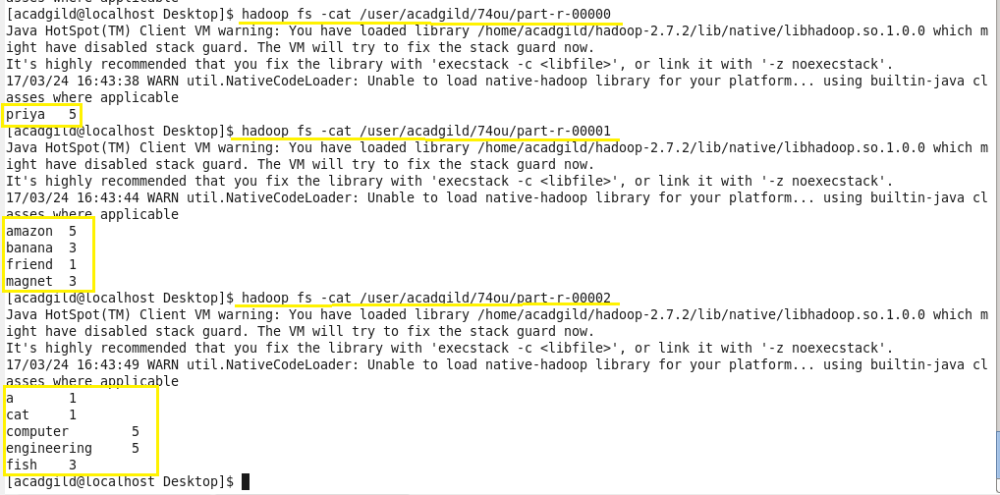 asses where applicable
[acadgild@localhost Desktop]$ hadoop fs -cat /user/acadgild/74ou/part-r-00000
Java HotSpot(TM) Client VM warning: You have loaded library /home/acadgild/hadoop-2.7.2/lib/native/libhadoop.so.1.0.0 which m
ight have disabled stack guard. The VM will try to fix the stack guard now.
It's highly recommended that you fix the library with 'execstack -c <libfile>', or link it with '-z noexecstack'.
17/03/24 16:43:38 WARN util.NativeCodeLoader: Unable to load native-hadoop library for your platform... using builtin-java cl
asses where applicable
priya   5
[acadgild@localhost Desktop]$ hadoop fs -cat /user/acadgild/74ou/part-r-00001
Java HotSpot(TM) Client VM warning: You have loaded library /home/acadgild/hadoop-2.7.2/lib/native/libhadoop.so.1.0.0 which m
ight have disabled stack guard. The VM will try to fix the stack guard now.
It's highly recommended that you fix the library with 'execstack -c <libfile>', or link it with '-z noexecstack'.
17/03/24 16:43:44 WARN util.NativeCodeLoader: Unable to load native-hadoop library for your platform... using builtin-java cl
asses where applicable
amazon  5
banana  3
friend  1
magnet  3
[acadgild@localhost Desktop]$ hadoop fs -cat /user/acadgild/74ou/part-r-00002
Java HotSpot(TM) Client VM warning: You have loaded library /home/acadgild/hadoop-2.7.2/lib/native/libhadoop.so.1.0.0 which m
ight have disabled stack guard. The VM will try to fix the stack guard now.
It's highly recommended that you fix the library with 'execstack -c <libfile>', or link it with '-z noexecstack'.
17/03/24 16:43:49 WARN util.NativeCodeLoader: Unable to load native-hadoop library for your platform... using builtin-java cl
asses where applicable
a       1
cat     1
computer        5
engineering     5
fish    3
[acadgild@localhost Desktop]$